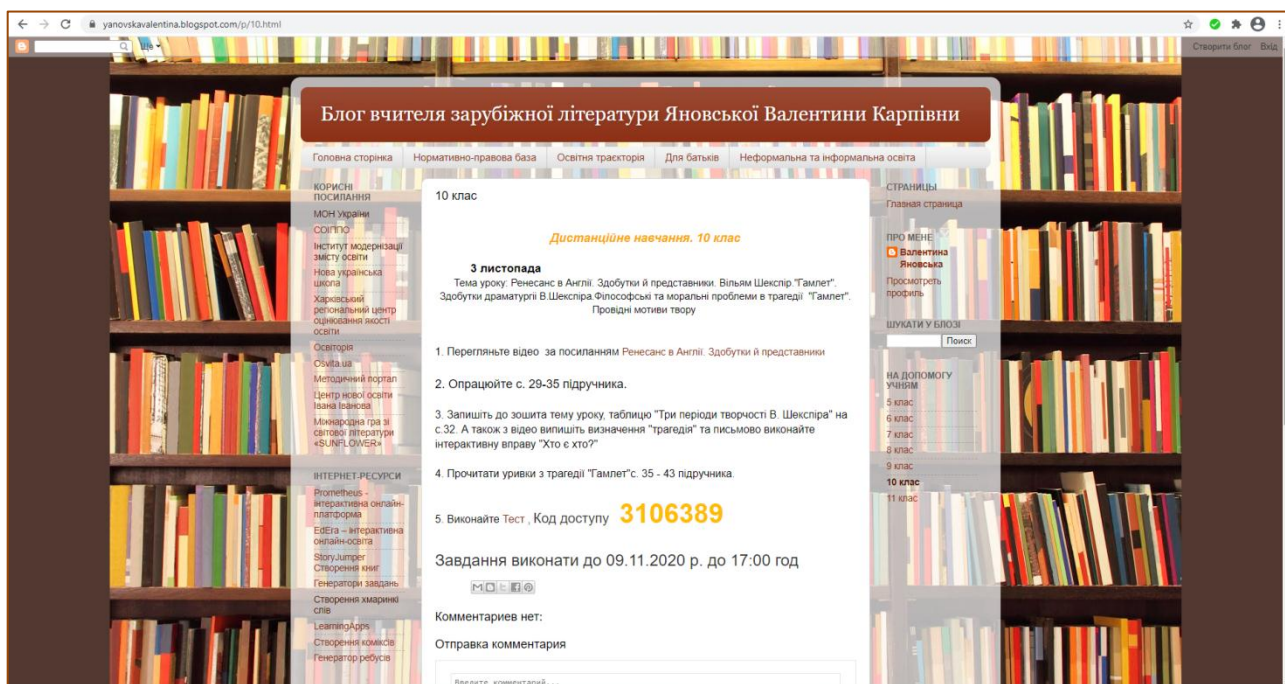 yanovskavalentina.blogspot.com/p/10.html
Ще
Створити блог Вхід
Блог вчителя зарубіжної літератури Яновської Валентини Карпівни
Головна сторінка Нормативно-правова база Освітня траєкторія Для батьків Неформальна та інформальна освіта
КОРИСНІ
ПОСИЛАННЯ
МОН України
СОІППО
Інститут модернізації
змісту освіти
Нова українська
школа
Харківський
регіональний центр
оцінювання якості
освіти
Освіторія
Osvita.ua
Методичний портал
Центр нової освіти
Івана Іванова
Міжнародна гра зі
світової літератури
«SUNFLOWER»
ІНТЕРНЕТ-РЕСУРСИ
Prometheus -
інтерактивна онлайн-
платформа
EdEra – інтерактивна
онлайн-освіта
StoryJumper
Створення книг
Генератори завдань
Створення хмаринкі
слів
LearningApps
Створення коміксів
Генератор ребусів
10 клас
Дистанційне навчання. 10 клас
3 листопада
Тема уроку: Ренесанс в Англії. Здобутки й представники. Вільям Шекспір."Гамлет".
Здобутки драматургії В.Шекспіра.Філософські та моральні проблеми в трагедії "Гамлет".
Провідні мотиви твору
1. Перегляньте відео за посиланням Ренесанс в Англії. Здобутки й представники
2. Опрацюйте с. 29-35 підручника.
3. Запишіть до зошита тему уроку, таблицю "Три періоди творчості В. Шекспіра" на
с.32. А також з відео випишіть визначення "трагедія" та письмово виконайте
інтерактивну вправу "Хто є хто?"
4. Прочитати уривки з трагедії "Гамлет"с. 35 - 43 підручника.
5. Виконайте Тест , Код доступу 3106389
Завдання виконати до 09.11.2020 р. до 17:00 год
Комментариев нет:
Отправка комментария
Введите комментарий...
СТРАНИЦЫ
Главная страница
ПРО МЕНЕ
Валентина
Яновська
Просмотреть
профиль
ШУКАТИ У БЛОЗІ
Поиск
НА ДОПОМОГУ
УЧНЯМ
5 клас
6 клас
7 клас
8 клас
9 клас
10 клас
11 клас